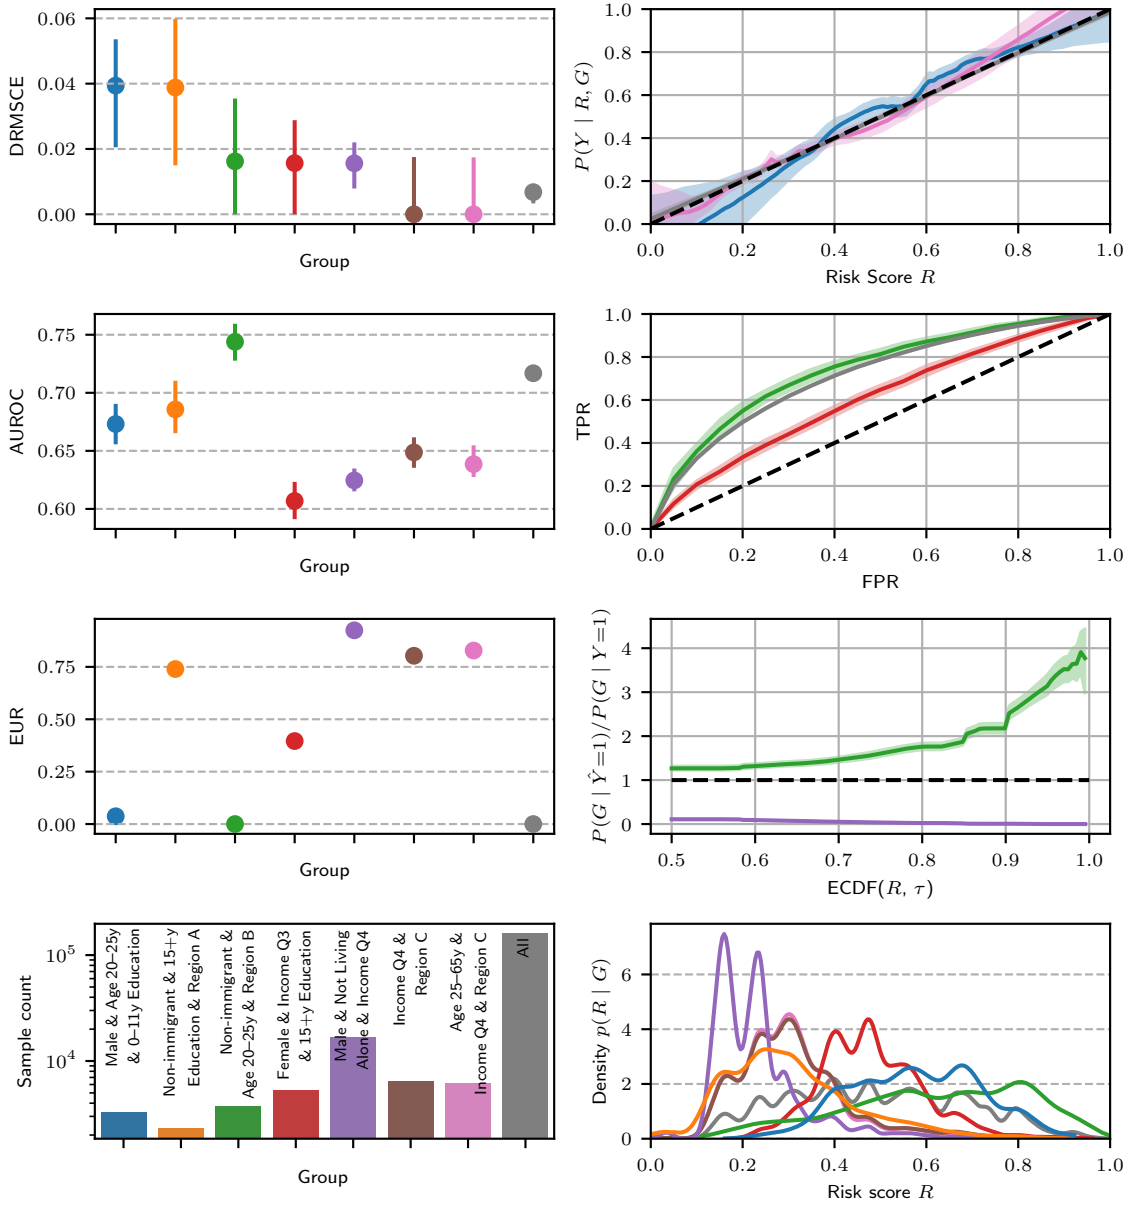 0.06
0.04
0.02
0.00
DRMSCE
Group
1.0
0.8
0.6
0.4
0.2
0.0
P(Y | R, G)
0.0 0.2 0.4 0.6 0.8 1.0
Risk Score R
0.75
0.70
0.65
0.60
AUROC
Group
1.0
0.8
0.6
0.4
0.2
0.0
TPR
0.0 0.2 0.4 0.6 0.8 1.0
FPR
0.75
0.50
0.25
0.00
EUR
Group
4
3
2
1
0
P(G | Ŷ=1)/P(G | Y=1)
0.5 0.6 0.7 0.8 0.9 1.0
ECDF(R, τ)
10⁵
10⁴
Sample count
Male & Age 20–25y
& 0–11y Education
Non-immigrant & 15+y
Education & Region A
Non-immigrant &
Age 20–25y & Region B
Female & Income Q3
& 15+y Education
Male & Not Living
Alone & Income Q4
Income Q4 &
Region C
Age 25–65y &
Income Q4 & Region C
All
Group
6
4
2
0
Density p(R | G)
0.0 0.2 0.4 0.6 0.8 1.0
Risk score R